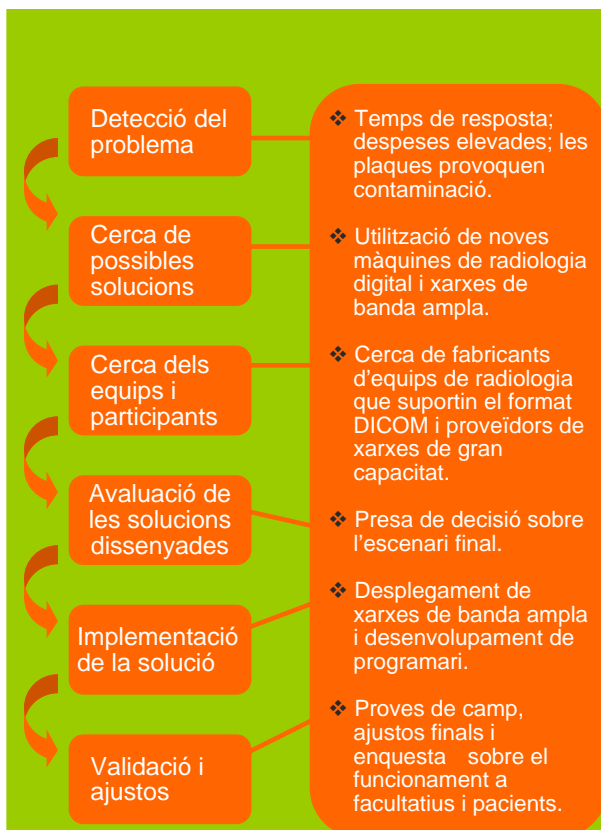 Detecció del
problema
❖ Temps de resposta;
despeses elevades; les
plaques provoquen
contaminació.
Cerca de
possibles
solucions
❖ Utilització de noves
màquines de radiologia
digital i xarxes de
banda ampla.
Cerca dels
equips i
participants
❖ Cerca de fabricants
d'equips de radiologia
que suportin el format
DICOM i proveïdors de
xarxes de gran
capacitat.
Avaluació de
les solucions
dissenyades
❖ Presa de decisió sobre
l'escenari final.
Implementació
de la solució
❖ Desplegament de
xarxes de banda ampla
i desenvolupament de
programari.
Validació i
ajustos
❖ Proves de camp,
ajustos finals i
enquesta sobre el
funcionament a
facultatius i pacients.